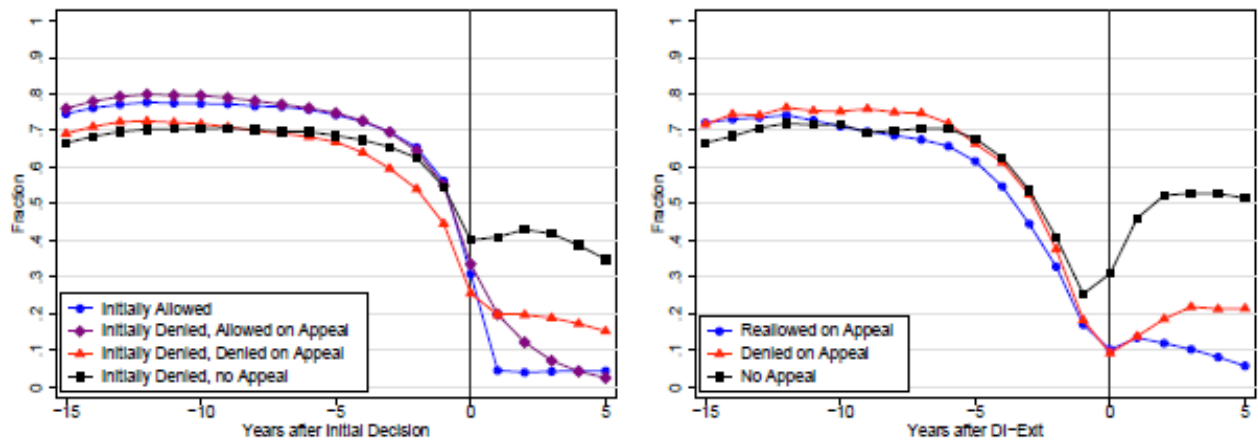 1
.9
.8
.7
.6
.5
.4
.3
.2
.1
0
Fraction
Initially Allowed
Initially Denied, Allowed on Appeal
Initially Denied, Denied on Appeal
Initially Denied, no Appeal
−15 −10 −5 0 5
Years after Initial Decision
1
.9
.8
.7
.6
.5
.4
.3
.2
.1
0
Fraction
Reallowed on Appeal
Denied on Appeal
No Appeal
−15 −10 −5 0 5
Years after DI−Exit